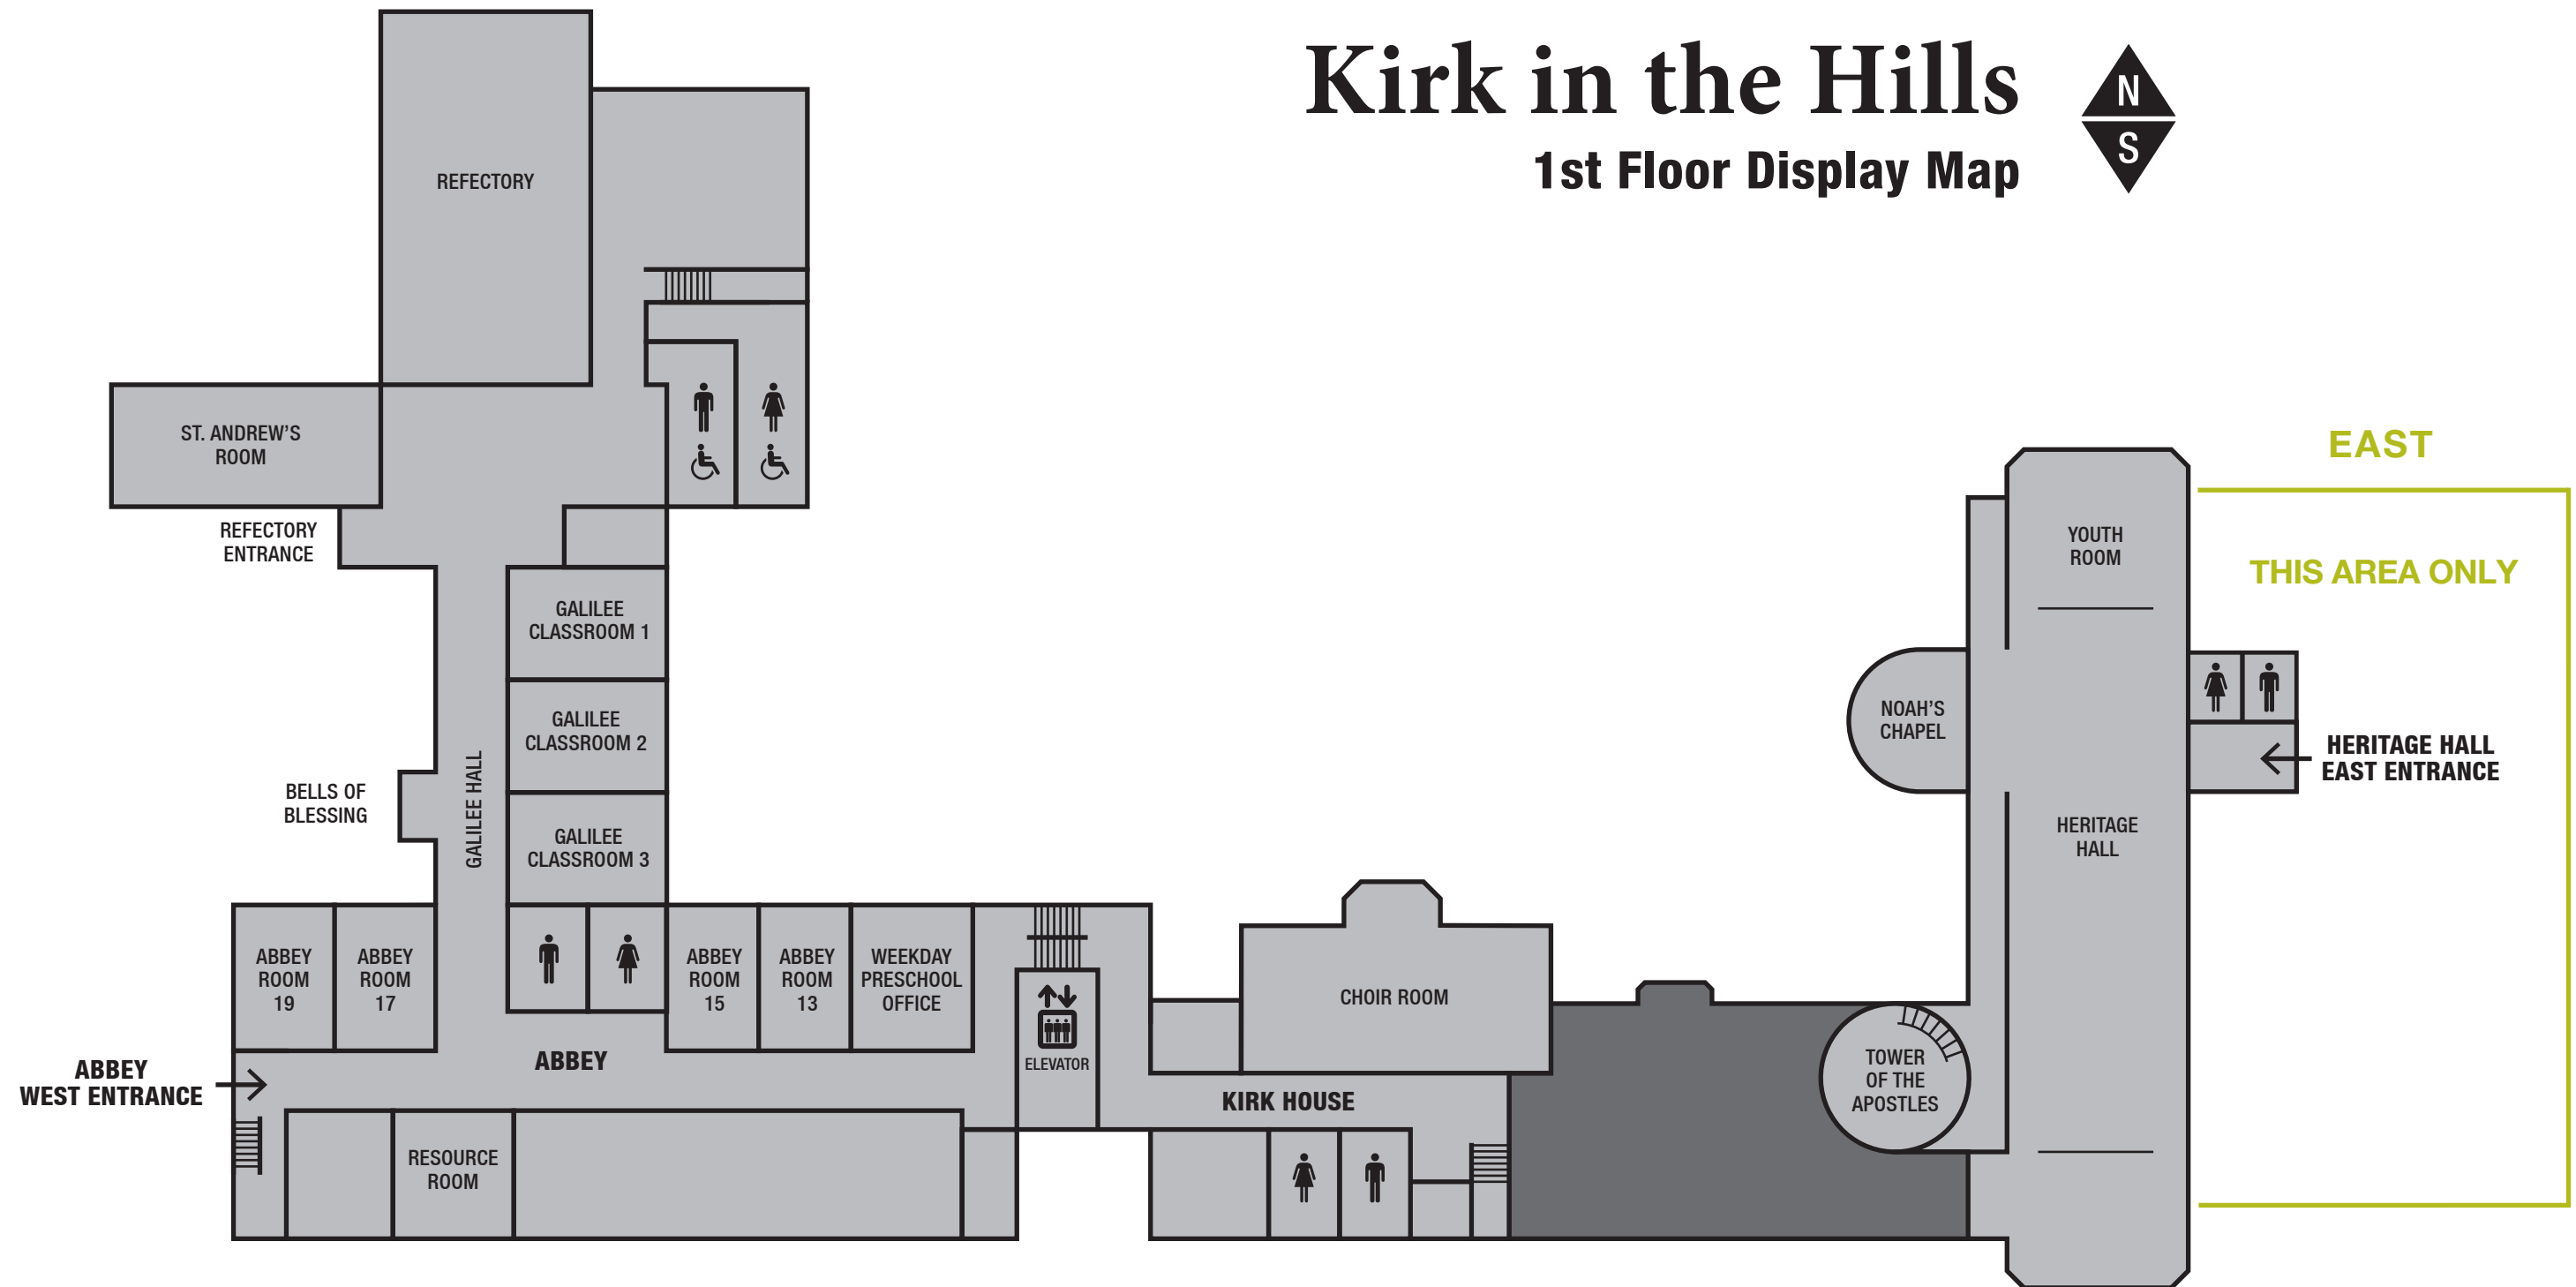 Kirk in the Hills
1st Floor Display Map
N
S
REFECTORY
ST. ANDREW’S
ROOM
REFECTORY
ENTRANCE
GALILEE
CLASSROOM 1
GALILEE
CLASSROOM 2
GALILEE
CLASSROOM 3
GALILEE HALL
BELLS OF
BLESSING
ABBEY
ROOM
19
ABBEY
ROOM
17
ABBEY
ROOM
15
ABBEY
ROOM
13
WEEKDAY
PRESCHOOL
OFFICE
ELEVATOR
ABBEY
WEST ENTRANCE
ABBEY
RESOURCE
ROOM
CHOIR ROOM
KIRK HOUSE
TOWER
OF THE
APOSTLES
NOAH’S
CHAPEL
YOUTH
ROOM
HERITAGE
HALL
EAST
THIS AREA ONLY
HERITAGE HALL
EAST ENTRANCE